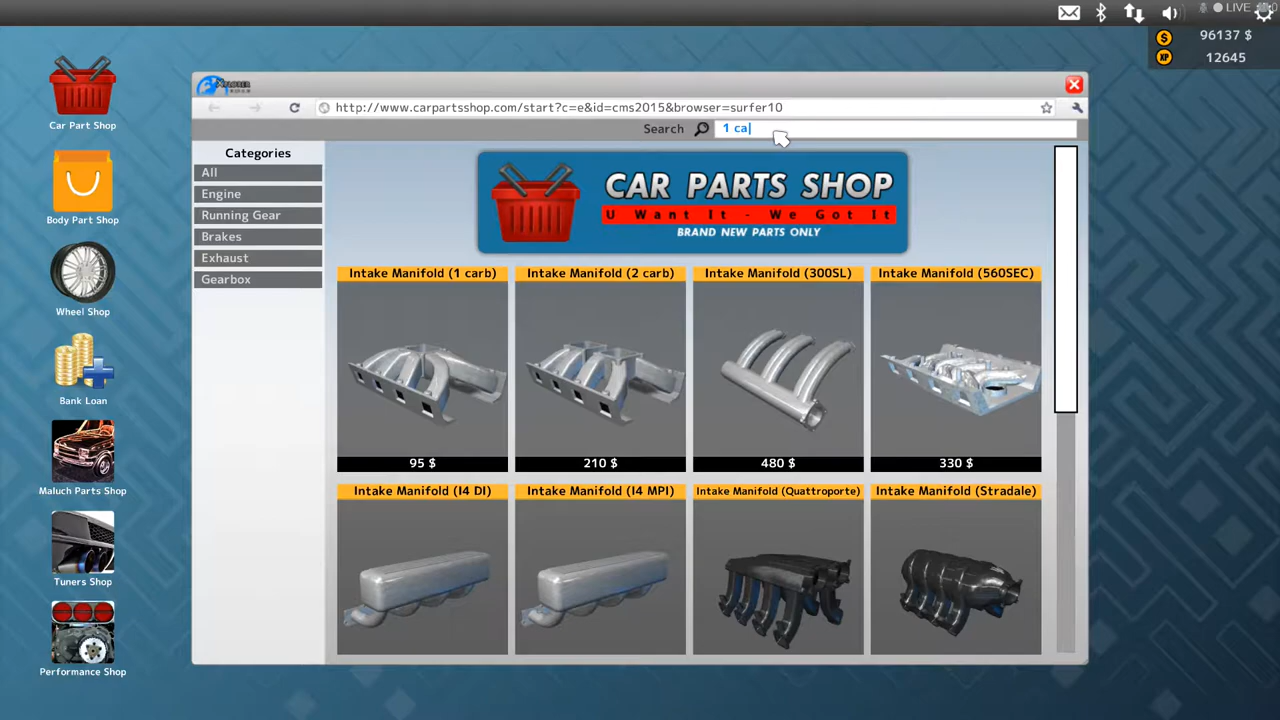 LIVE
96137 $
XP
12645
http://www.carpartsshop.com/start?c=e&id=cms2015&browser=surfer10
Search
1 ca
Categories
All
Engine
Running Gear
Brakes
Exhaust
Gearbox
CAR PARTS SHOP
U Want It - We Got It
BRAND NEW PARTS ONLY
Intake Manifold (1 carb)
Intake Manifold (2 carb)
Intake Manifold (300SL)
Intake Manifold (560SEC)
95 $
210 $
480 $
330 $
Intake Manifold (I4 DI)
Intake Manifold (I4 MPI)
Intake Manifold (Quattroporte)
Intake Manifold (Stradale)
Car Part Shop
Body Part Shop
Wheel Shop
Bank Loan
Maluch Parts Shop
Tuners Shop
Performance Shop